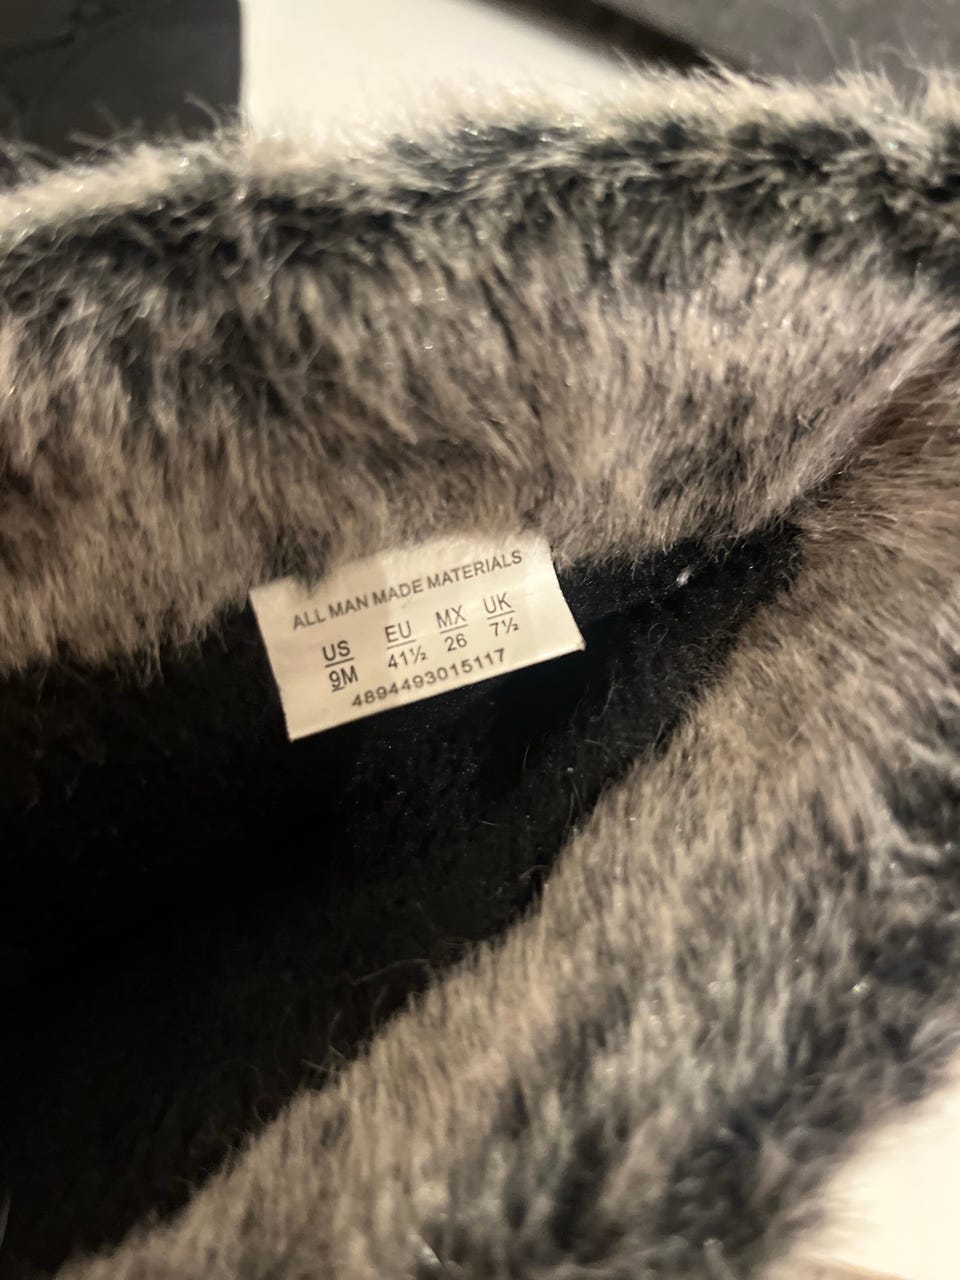 ALL MAN MADE MATERIALS
US EU MX UK
9M 41½ 26 7½
4894493015117